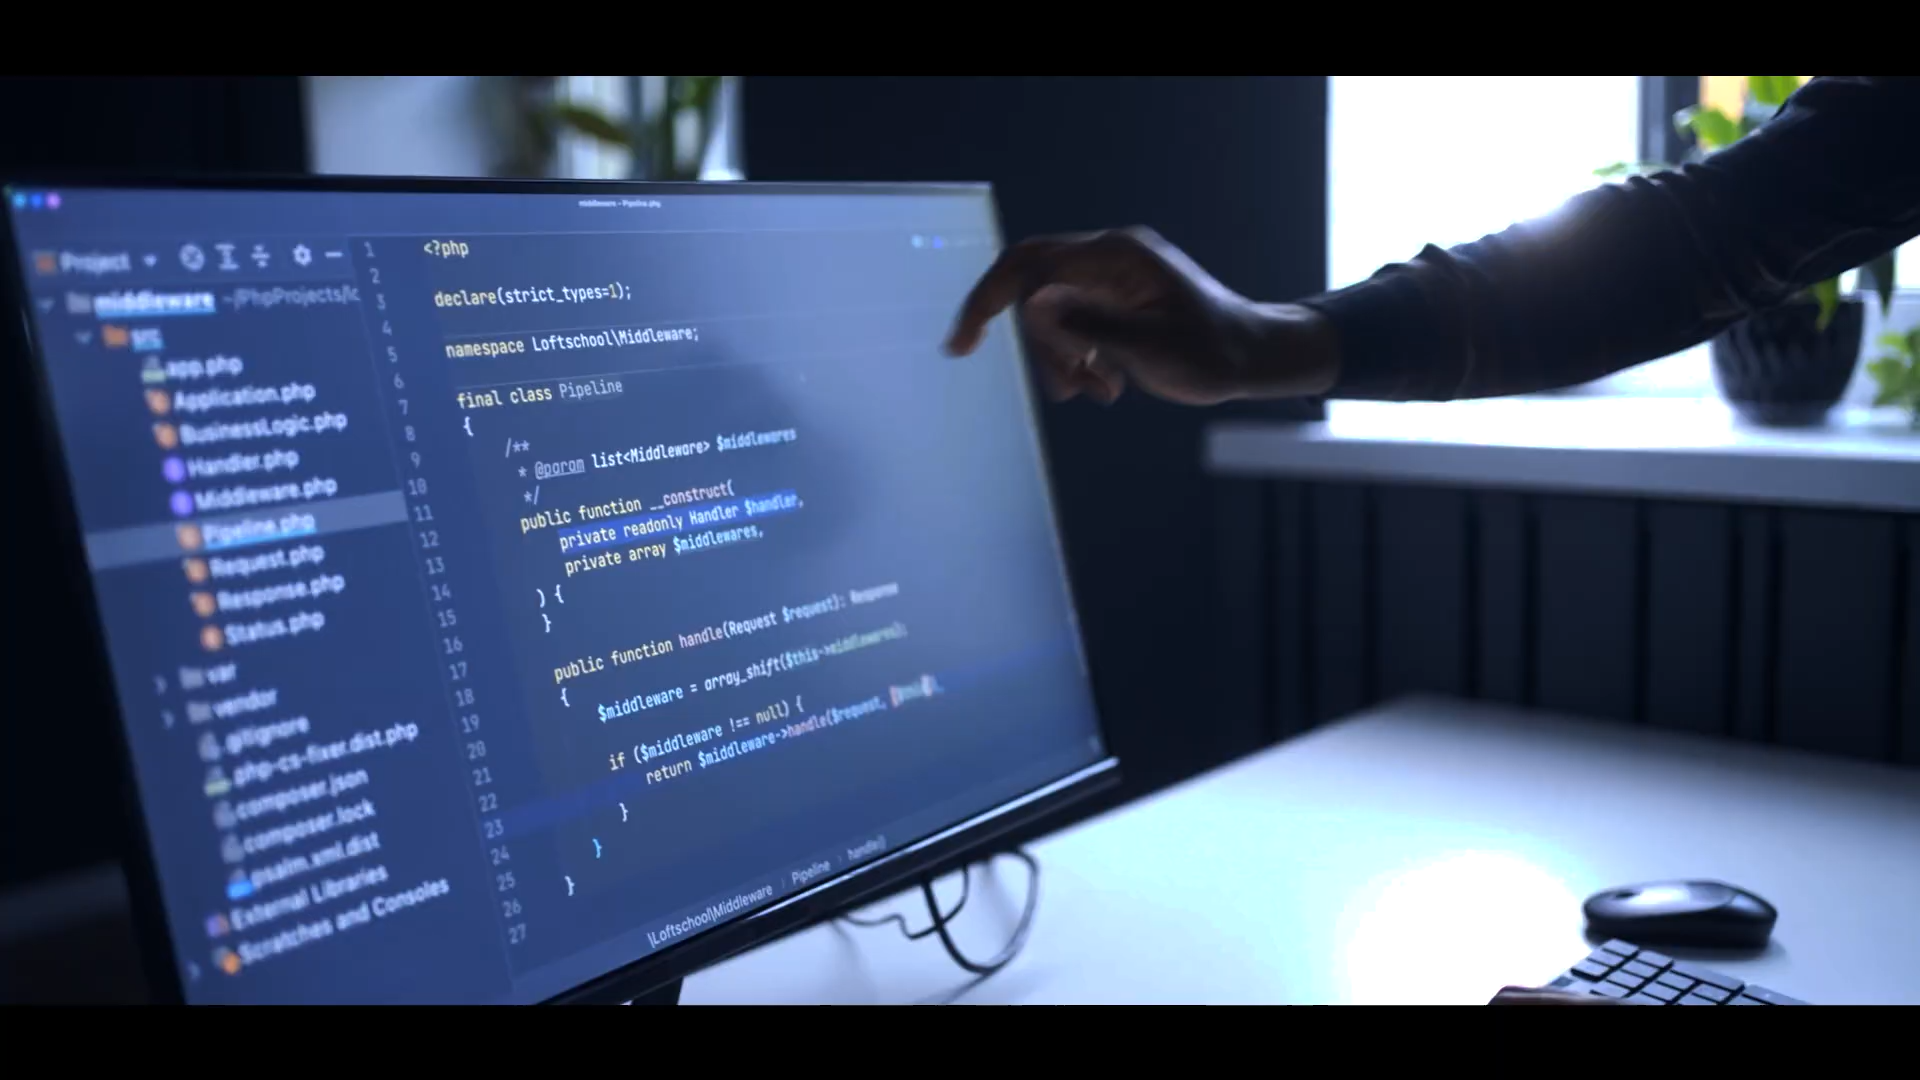 middleware – Pipeline.php
Project
middleware ~/PhpProjects/lo
src
app.php
Application.php
BusinessLogic.php
Handler.php
Middleware.php
Pipeline.php
Request.php
Response.php
Status.php
var
vendor
.gitignore
.php-cs-fixer.dist.php
composer.json
composer.lock
psalm.xml.dist
External Libraries
Scratches and Consoles
1
2
3
4
5
6
7
8
9
10
11
12
13
14
15
16
17
18
19
20
21
22
23
24
25
26
27
<?php
declare(strict_types=1);
namespace Loftschool\Middleware;
final class Pipeline
{
/**
* @param list<Middleware> $middlewares
*/
public function __construct(
private readonly Handler $handler,
private array $middlewares,
) {
}
public function handle(Request $request): Response
{
$middleware = array_shift($this->middlewares);
if ($middleware !== null) {
return $middleware->handle($request,
}
}
}
\Loftschool\Middleware › Pipeline › handle()